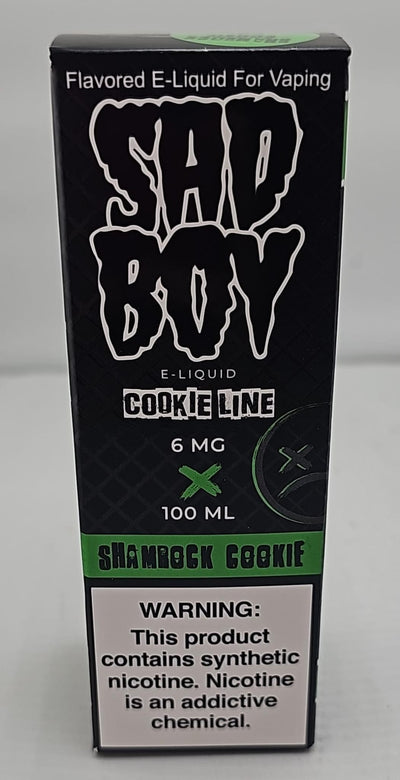 Flavored E-Liquid For Vaping
SAD
BOY
E-LIQUID
COOKIE LINE
6 MG
X
100 ML
SHAMROCK COOKIE
WARNING:
This product
contains synthetic
nicotine. Nicotine
is an addictive
chemical.